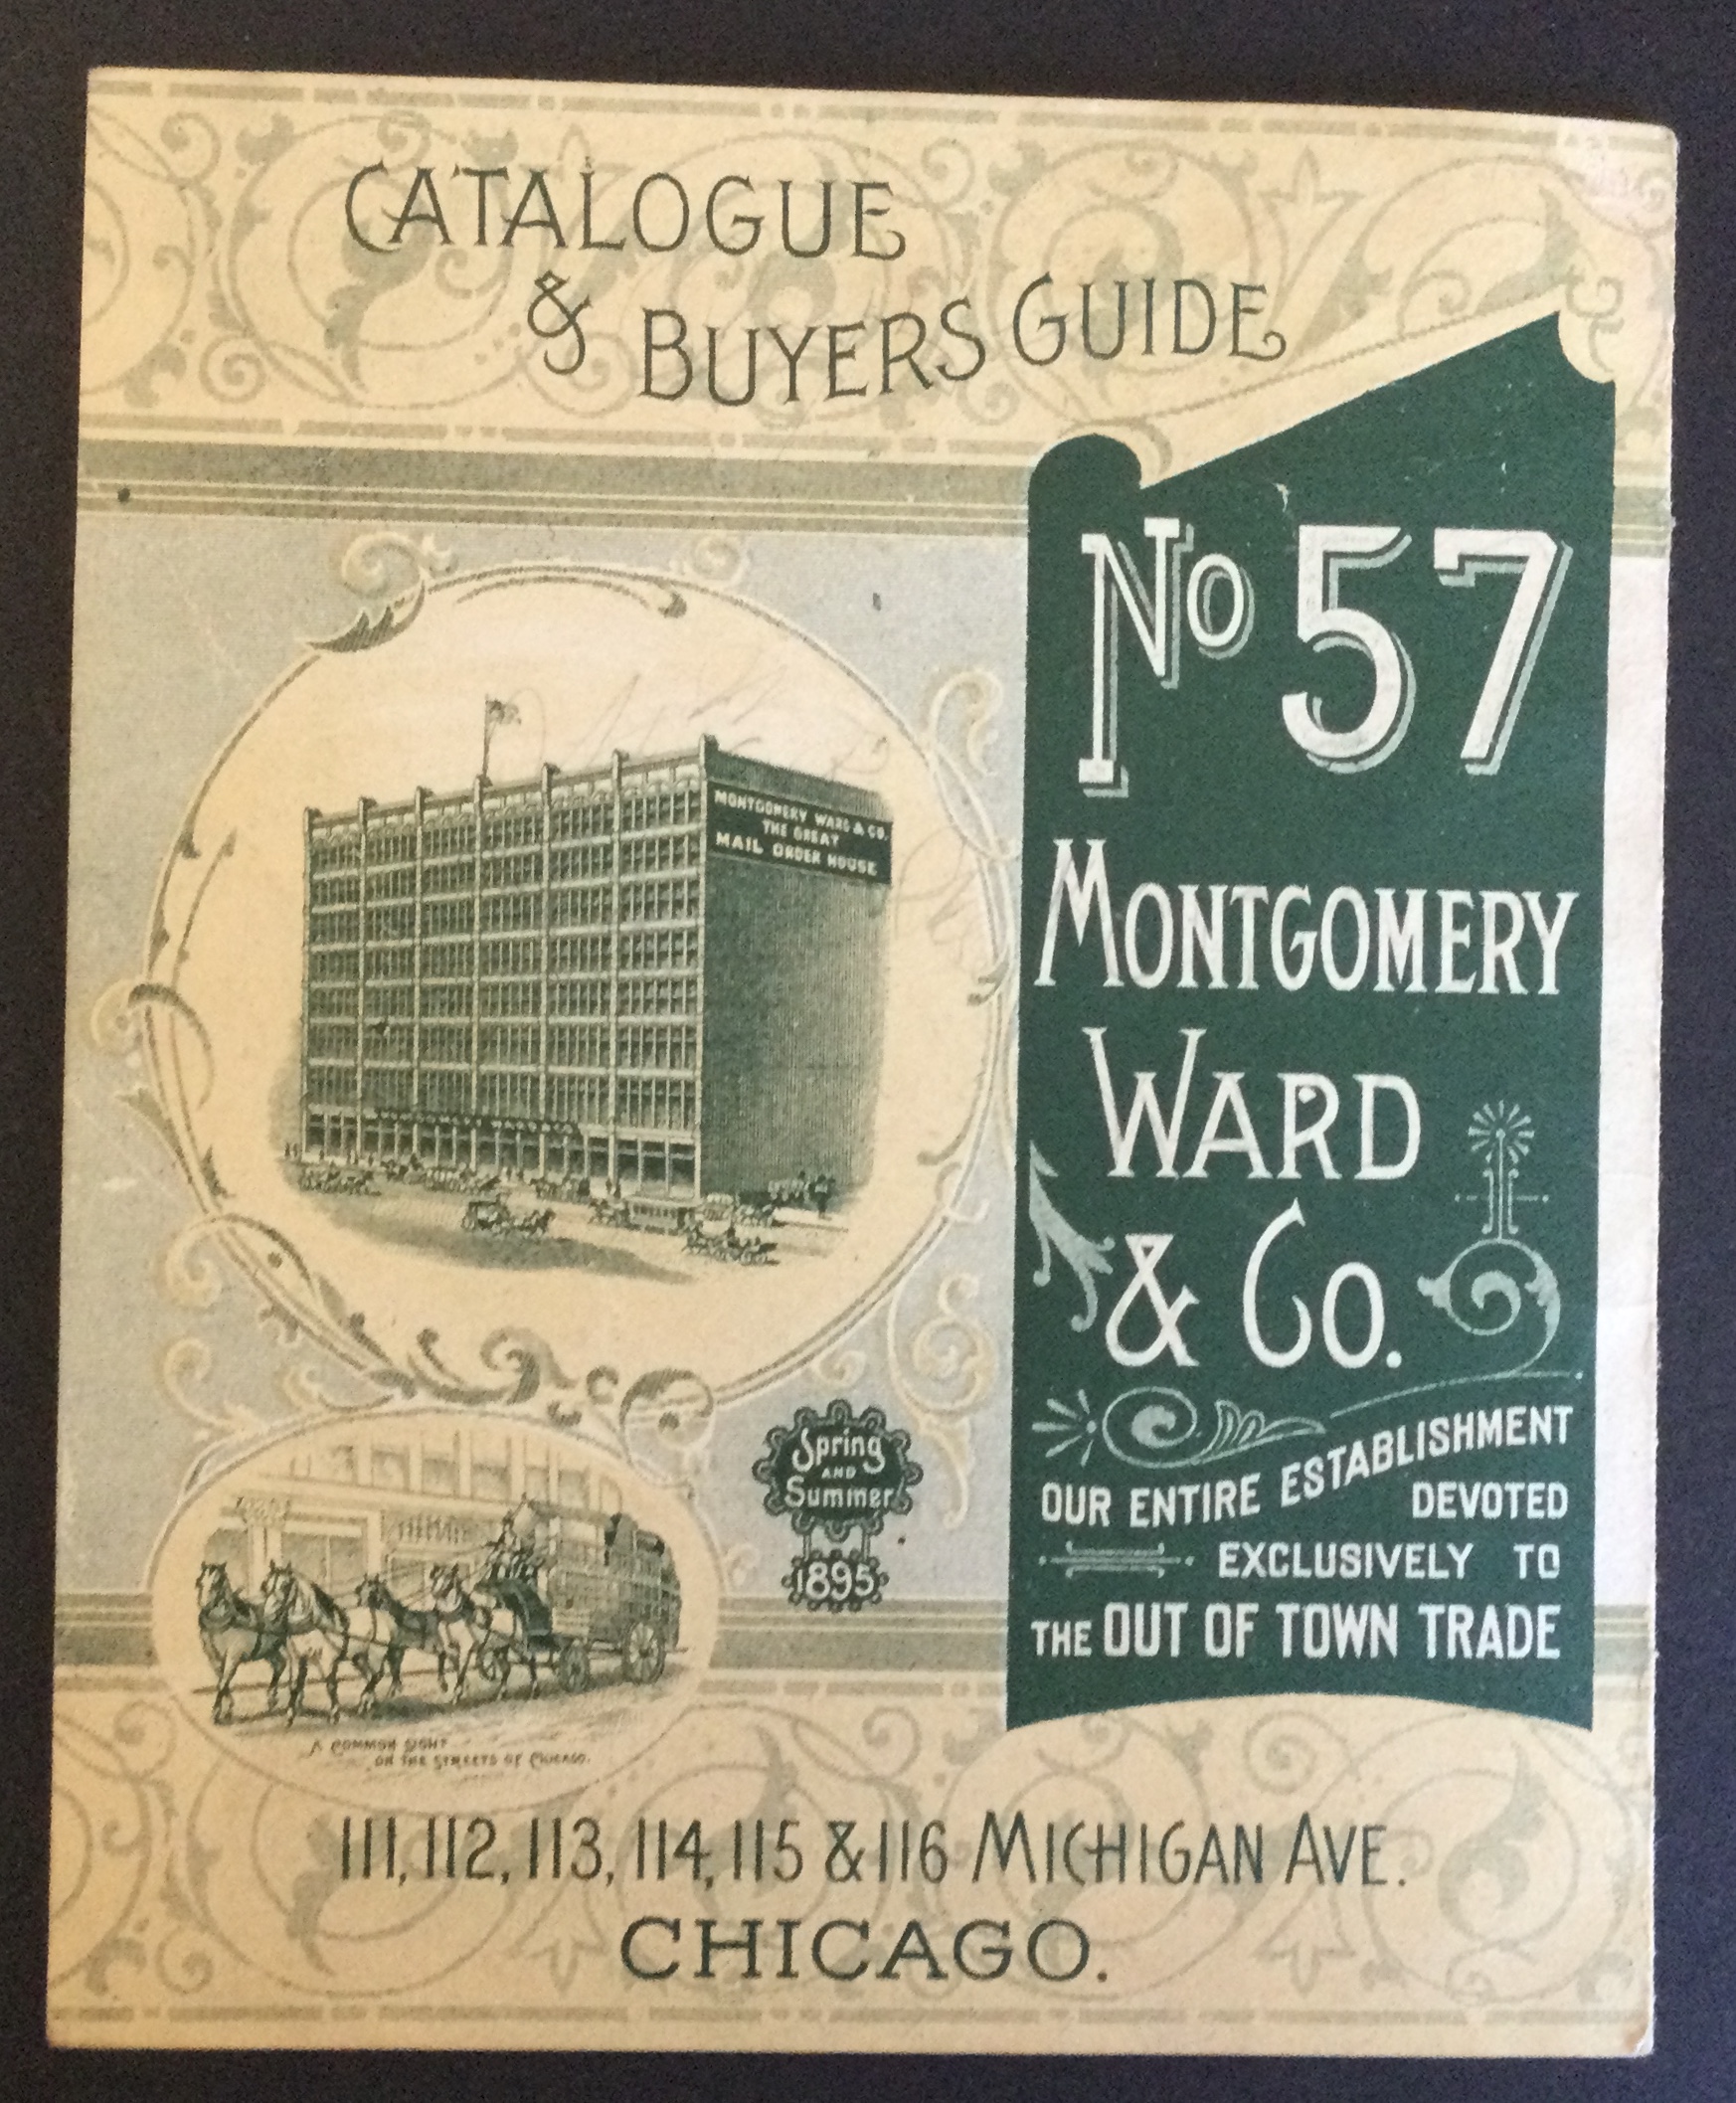 CATALOGUE
& BUYERS GUIDE
No 57
MONTGOMERY
WARD
& Co.
OUR ENTIRE ESTABLISHMENT
DEVOTED
EXCLUSIVELY TO
THE OUT OF TOWN TRADE
MONTGOMERY WARD & CO.
THE GREAT
MAIL ORDER HOUSE
Spring
AND
Summer
1895
A COMMON SIGHT
ON THE STREETS OF CHICAGO.
111, 112, 113, 114, 115 & 116 MICHIGAN AVE.
CHICAGO.